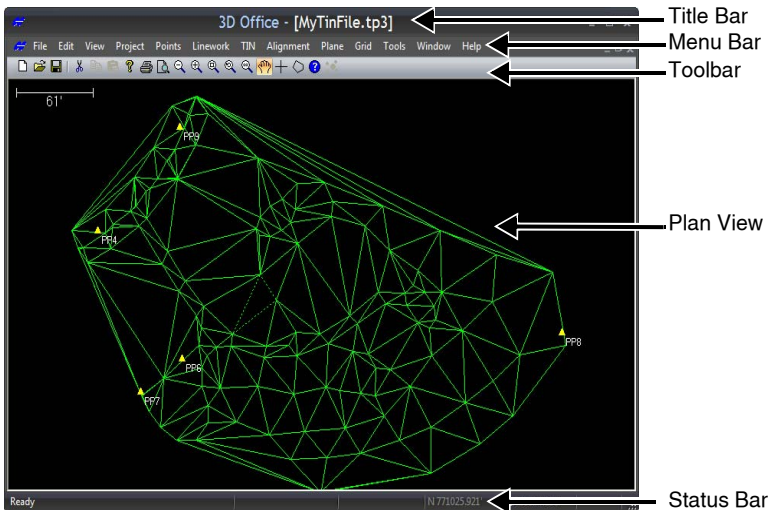 3D Office - [MyTinFile.tp3]
Title Bar
File Edit View Project Points Linework TIN Alignment Plane Grid Tools Window Help
Menu Bar
Toolbar
61'
PP9
PP4
Plan View
PP8
PP6
PP7
Ready
N 771025.921'
Status Bar